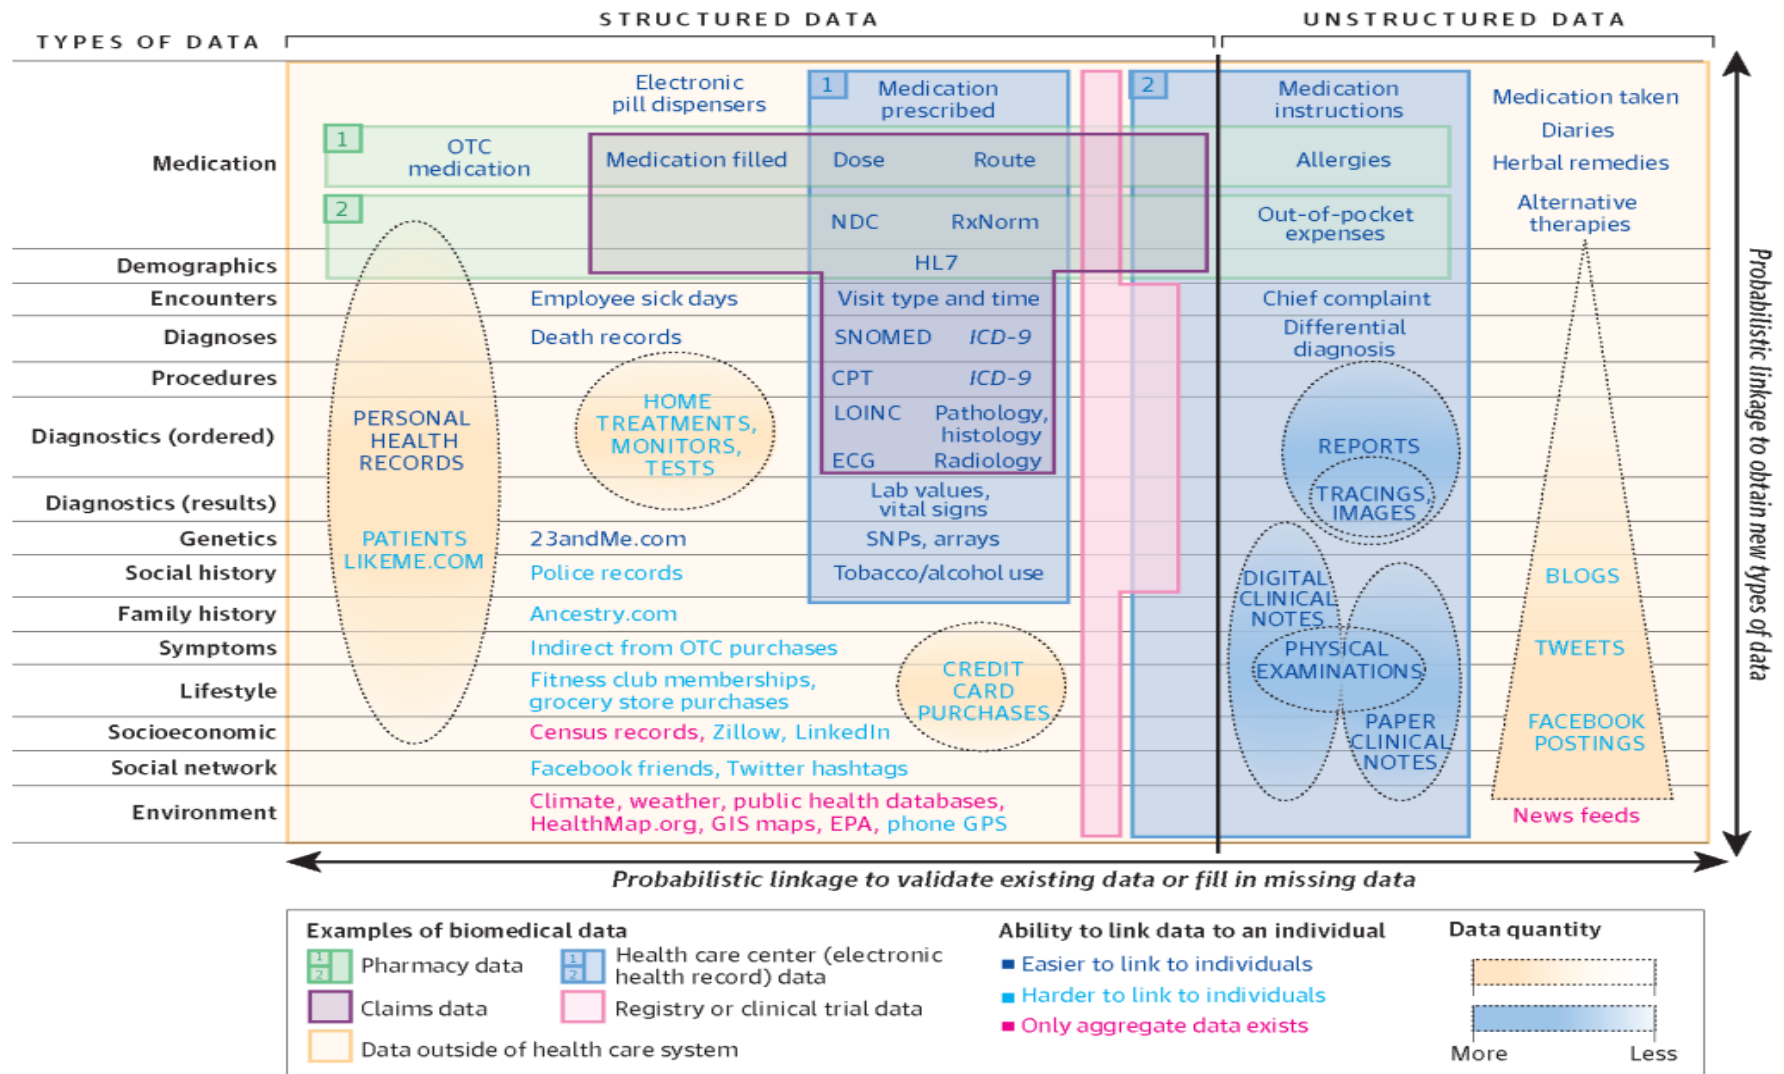 STRUCTURED DATA
UNSTRUCTURED DATA
TYPES OF DATA
Electronic
pill dispensers
1
Medication
prescribed
2
Medication
instructions
Medication taken
Diaries
Herbal remedies
Alternative
therapies
Medication
1
OTC
medication
Medication filled
Dose
Route
Allergies
2
NDC
RxNorm
Out-of-pocket
expenses
Demographics
HL7
Encounters
Employee sick days
Visit type and time
Chief complaint
Diagnoses
Death records
SNOMED
ICD-9
Differential
diagnosis
Procedures
CPT
ICD-9
Diagnostics (ordered)
PERSONAL
HEALTH
RECORDS
HOME
TREATMENTS,
MONITORS,
TESTS
LOINC
Pathology,
histology
ECG
Radiology
REPORTS
TRACINGS,
IMAGES
Diagnostics (results)
Lab values,
vital signs
Genetics
PATIENTS
LIKEME.COM
23andMe.com
SNPs, arrays
Social history
Police records
Tobacco/alcohol use
DIGITAL
CLINICAL
NOTES
BLOGS
Family history
Ancestry.com
Symptoms
Indirect from OTC purchases
PHYSICAL
EXAMINATIONS
TWEETS
Lifestyle
Fitness club memberships,
grocery store purchases
CREDIT
CARD
PURCHASES
Socioeconomic
Census records, Zillow, LinkedIn
PAPER
CLINICAL
NOTES
FACEBOOK
POSTINGS
Social network
Facebook friends, Twitter hashtags
Environment
Climate, weather, public health databases,
HealthMap.org, GIS maps, EPA, phone GPS
News feeds
Probabilistic linkage to obtain new types of data
Probabilistic linkage to validate existing data or fill in missing data
Examples of biomedical data
1
2
Pharmacy data
1
2
Health care center (electronic
health record) data
Claims data
Registry or clinical trial data
Data outside of health care system
Ability to link data to an individual
Easier to link to individuals
Harder to link to individuals
Only aggregate data exists
Data quantity
More
Less